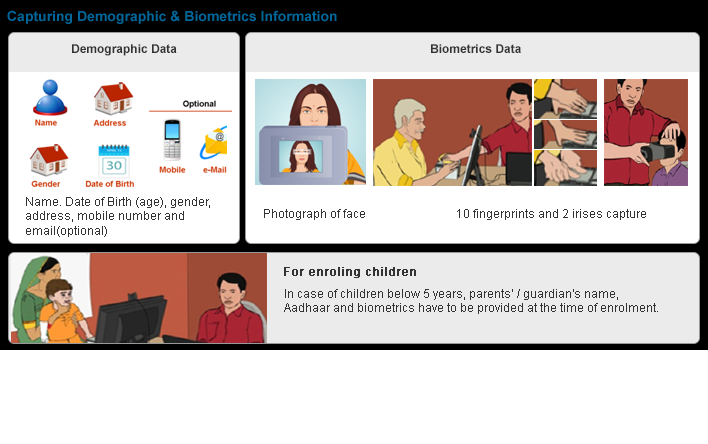 Capturing Demographic & Biometrics Information
Demographic Data
Name
Address
Optional
Gender
30
Date of Birth
Mobile
@
e-Mail
Name. Date of Birth (age), gender,
address, mobile number and
email(optional)
Biometrics Data
Photograph of face
10 fingerprints and 2 irises capture
For enroling children
In case of children below 5 years, parents' / guardian's name,
Aadhaar and biometrics have to be provided at the time of enrolment.